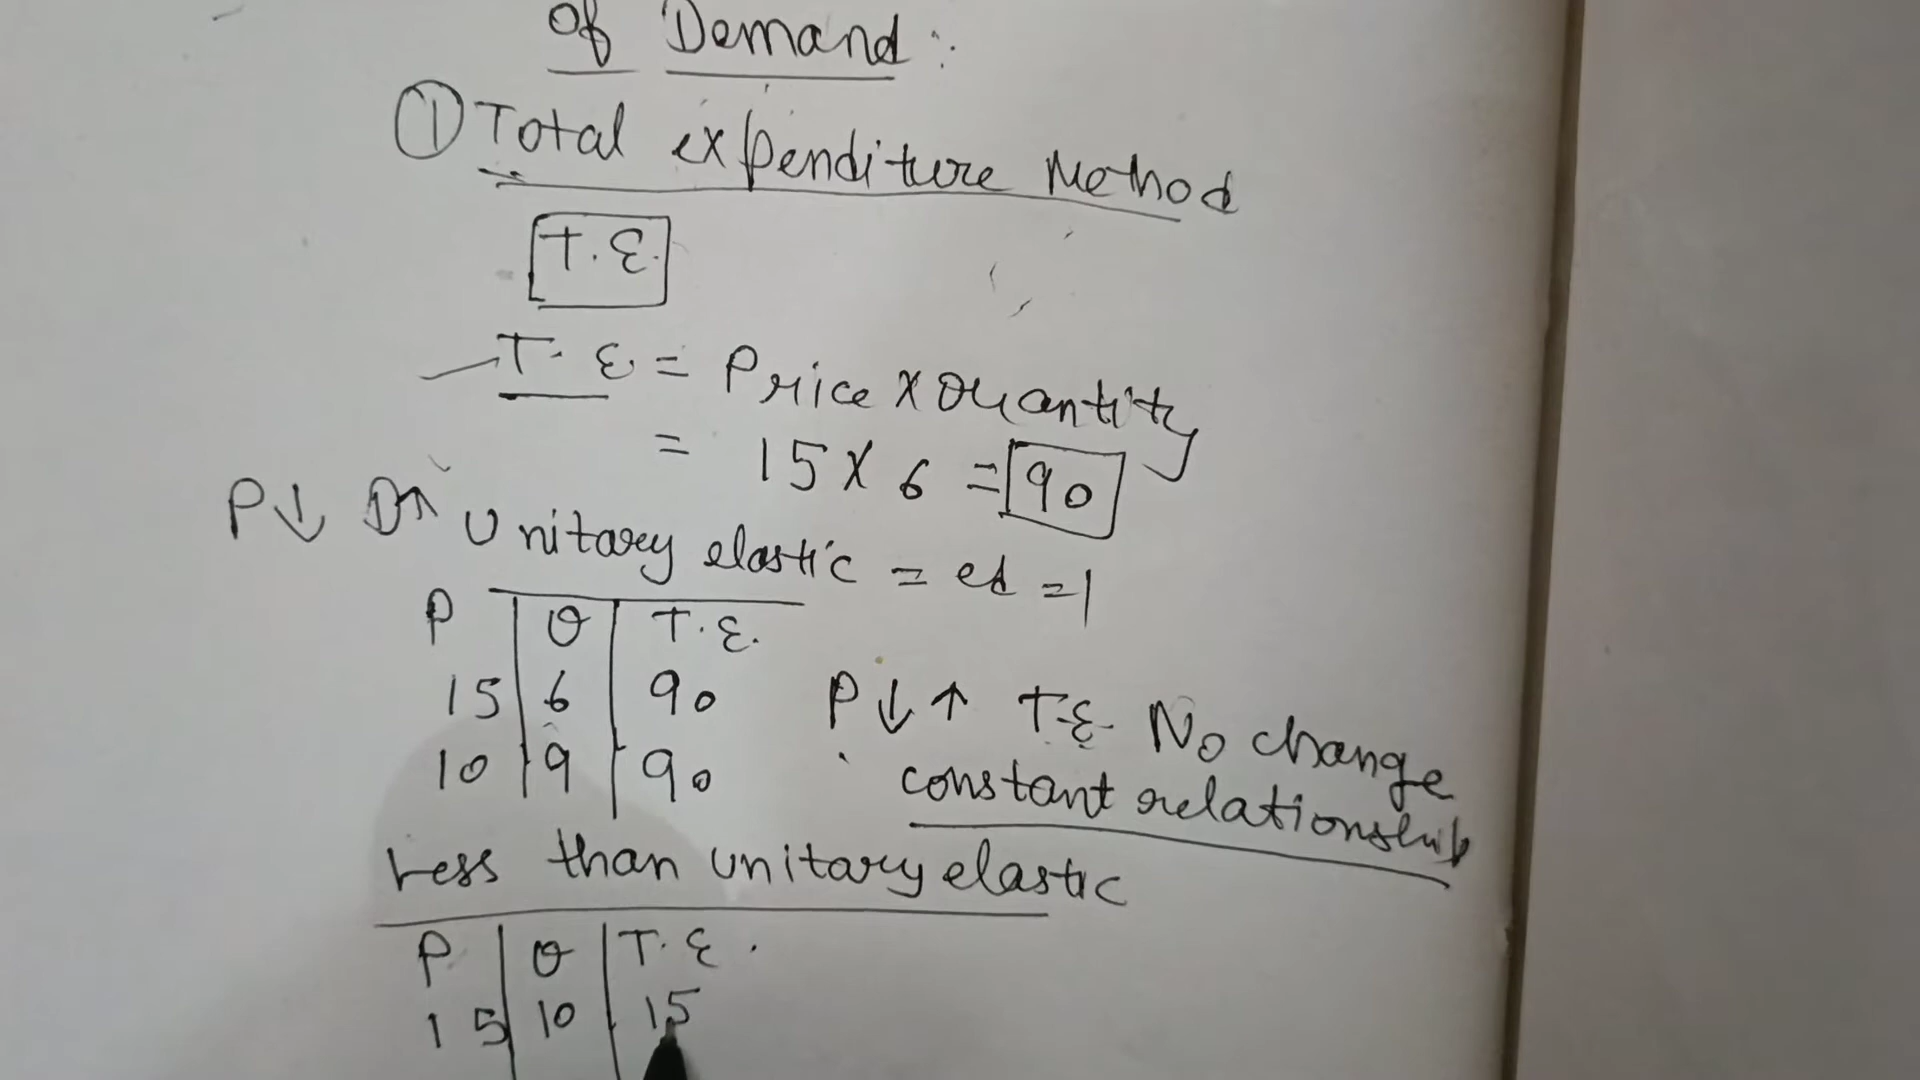 of Demand:
① Total expenditure Method
T.E.
T.E = Price X Quantity
= 15 X 6 = 90
P↓ D↑ Unitary elastic = ed = 1
P Q T.E.
15 6 90
10 9 90
P↓↑ T.E. No change
constant relationship
Less than unitary elastic
P Q T.E.
15 10 15